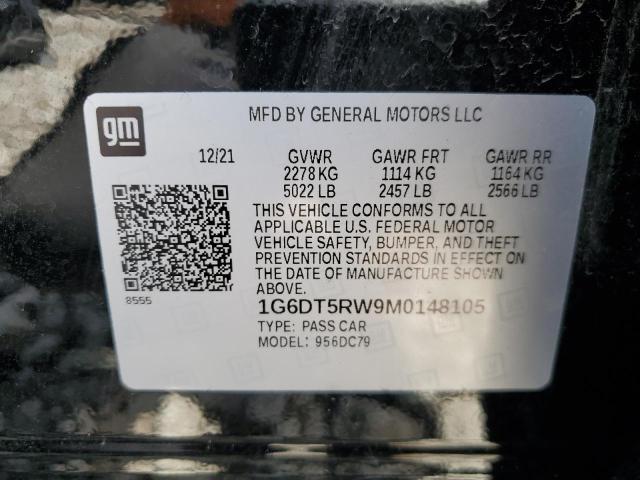 gm
MFD BY GENERAL MOTORS LLC
12/21 GVWR GAWR FRT GAWR RR
2278 KG 1114 KG 1164 KG
5022 LB 2457 LB 2566 LB
THIS VEHICLE CONFORMS TO ALL
APPLICABLE U.S. FEDERAL MOTOR
VEHICLE SAFETY, BUMPER, AND THEFT
PREVENTION STANDARDS IN EFFECT ON
THE DATE OF MANUFACTURE SHOWN
ABOVE.
8555
1G6DT5RW9M0148105
TYPE: PASS CAR
MODEL: 956DC79